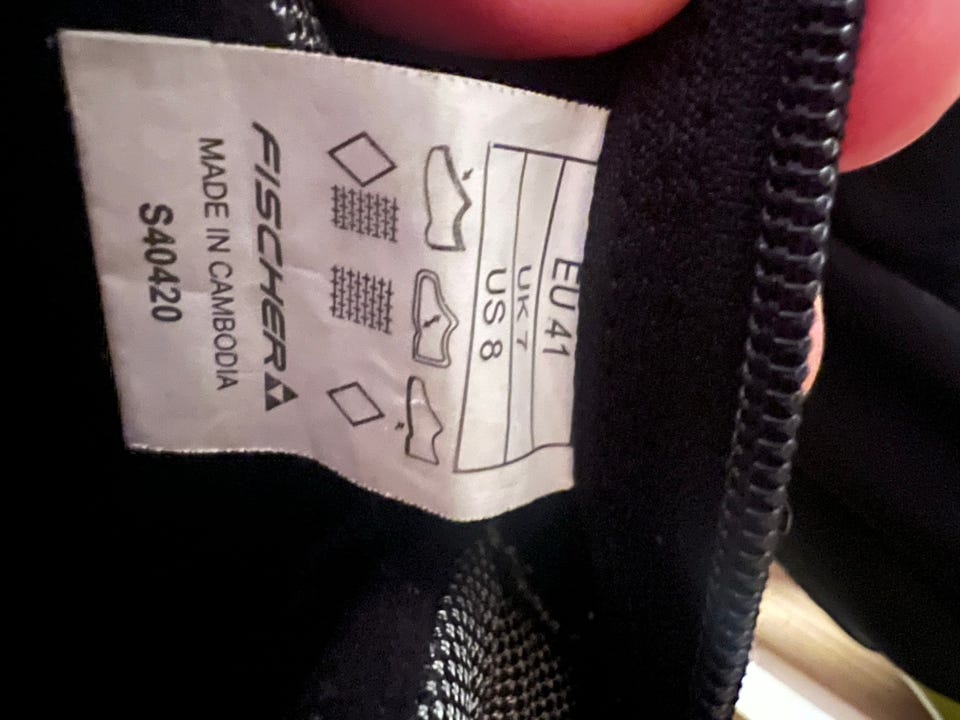 EU 41
UK 7
US 8
FISCHER
MADE IN CAMBODIA
S40420